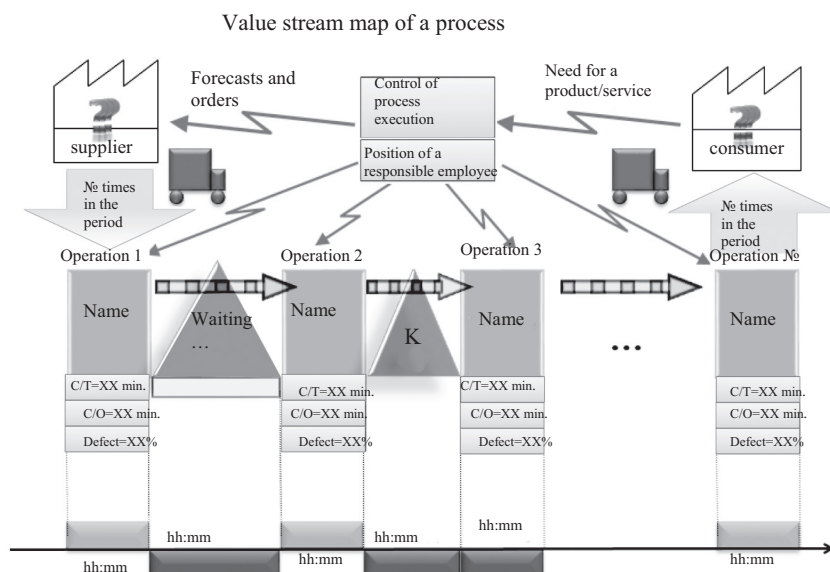 Value stream map of a process
Forecasts and
orders
Control of
process
execution
Need for a
product/service
?
?
supplier
Position of a
responsible employee
consumer
№ times
in the
period
№ times
in the
period
Operation 1
Operation 2
Operation 3
Operation №
Name
Waiting
…
Name
K
Name
...
Name
C/T=XX min.
C/O=XX min.
Defect=XX%
C/T=XX min.
C/O=XX min.
Defect=XX%
C/T=XX min.
C/O=XX min.
Defect=XX%
C/T=XX min.
C/O=XX min.
Defect=XX%
hh:mm
hh:mm
hh:mm
hh:mm
hh:mm
hh:mm